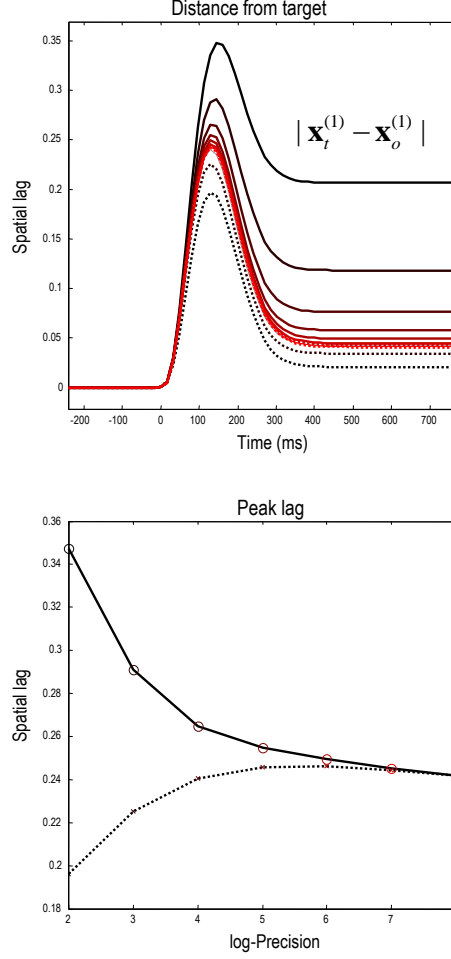 Distance from target
0.35
0.3
0.25
0.2
0.15
0.1
0.05
0
Spatial lag
| x_t^(1) − x_o^(1) |
-200 -100 0 100 200 300 400 500 600 700
Time (ms)
Peak lag
0.36
0.34
0.32
0.3
0.28
0.26
0.24
0.22
0.2
0.18
Spatial lag
2 3 4 5 6 7
log-Precision